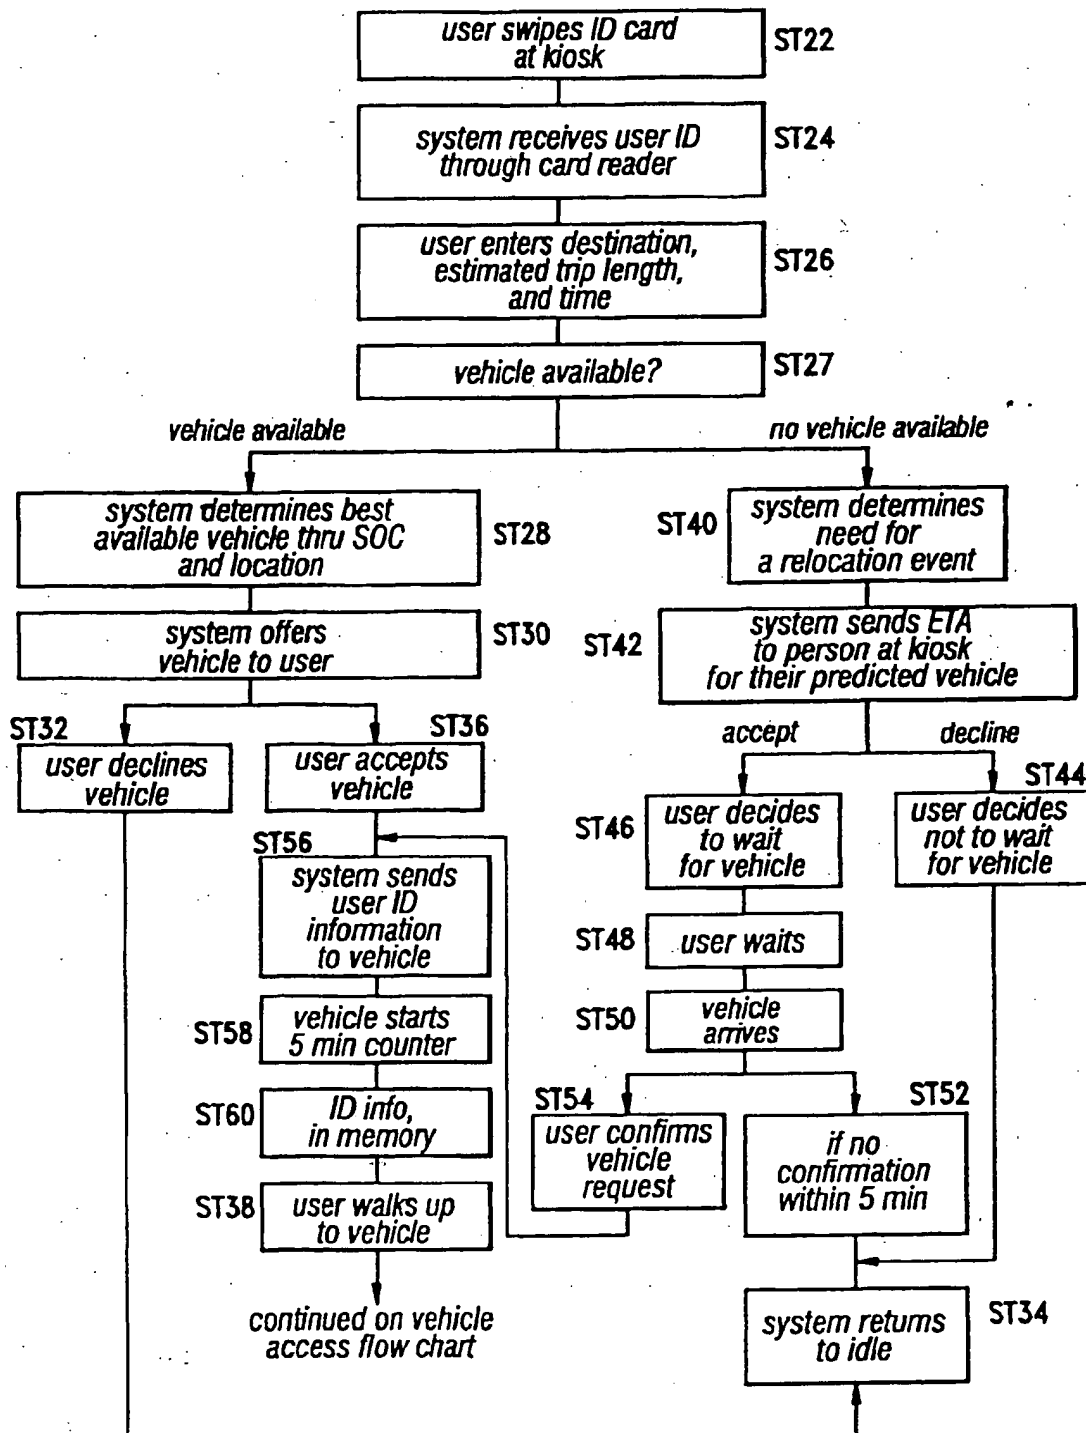 user swipes ID card
at kiosk
ST22
system receives user ID
through card reader
ST24
user enters destination,
estimated trip length,
and time
ST26
vehicle available?
ST27
vehicle available
no vehicle available
system determines best
available vehicle thru SOC
and location
ST28
ST40
system determines
need for
a relocation event
system offers
vehicle to user
ST30
ST42
system sends ETA
to person at kiosk
for their predicted vehicle
ST32
user declines
vehicle
ST36
user accepts
vehicle
accept
decline
ST44
ST46
user decides
to wait
for vehicle
user decides
not to wait
for vehicle
ST56
system sends
user ID
information
to vehicle
ST48
user waits
ST58
vehicle starts
5 min counter
ST50
vehicle
arrives
ST60
ID info,
in memory
ST54
user confirms
vehicle
request
ST52
if no
confirmation
within 5 min
ST38
user walks up
to vehicle
continued on vehicle
access flow chart
system returns
to idle
ST34